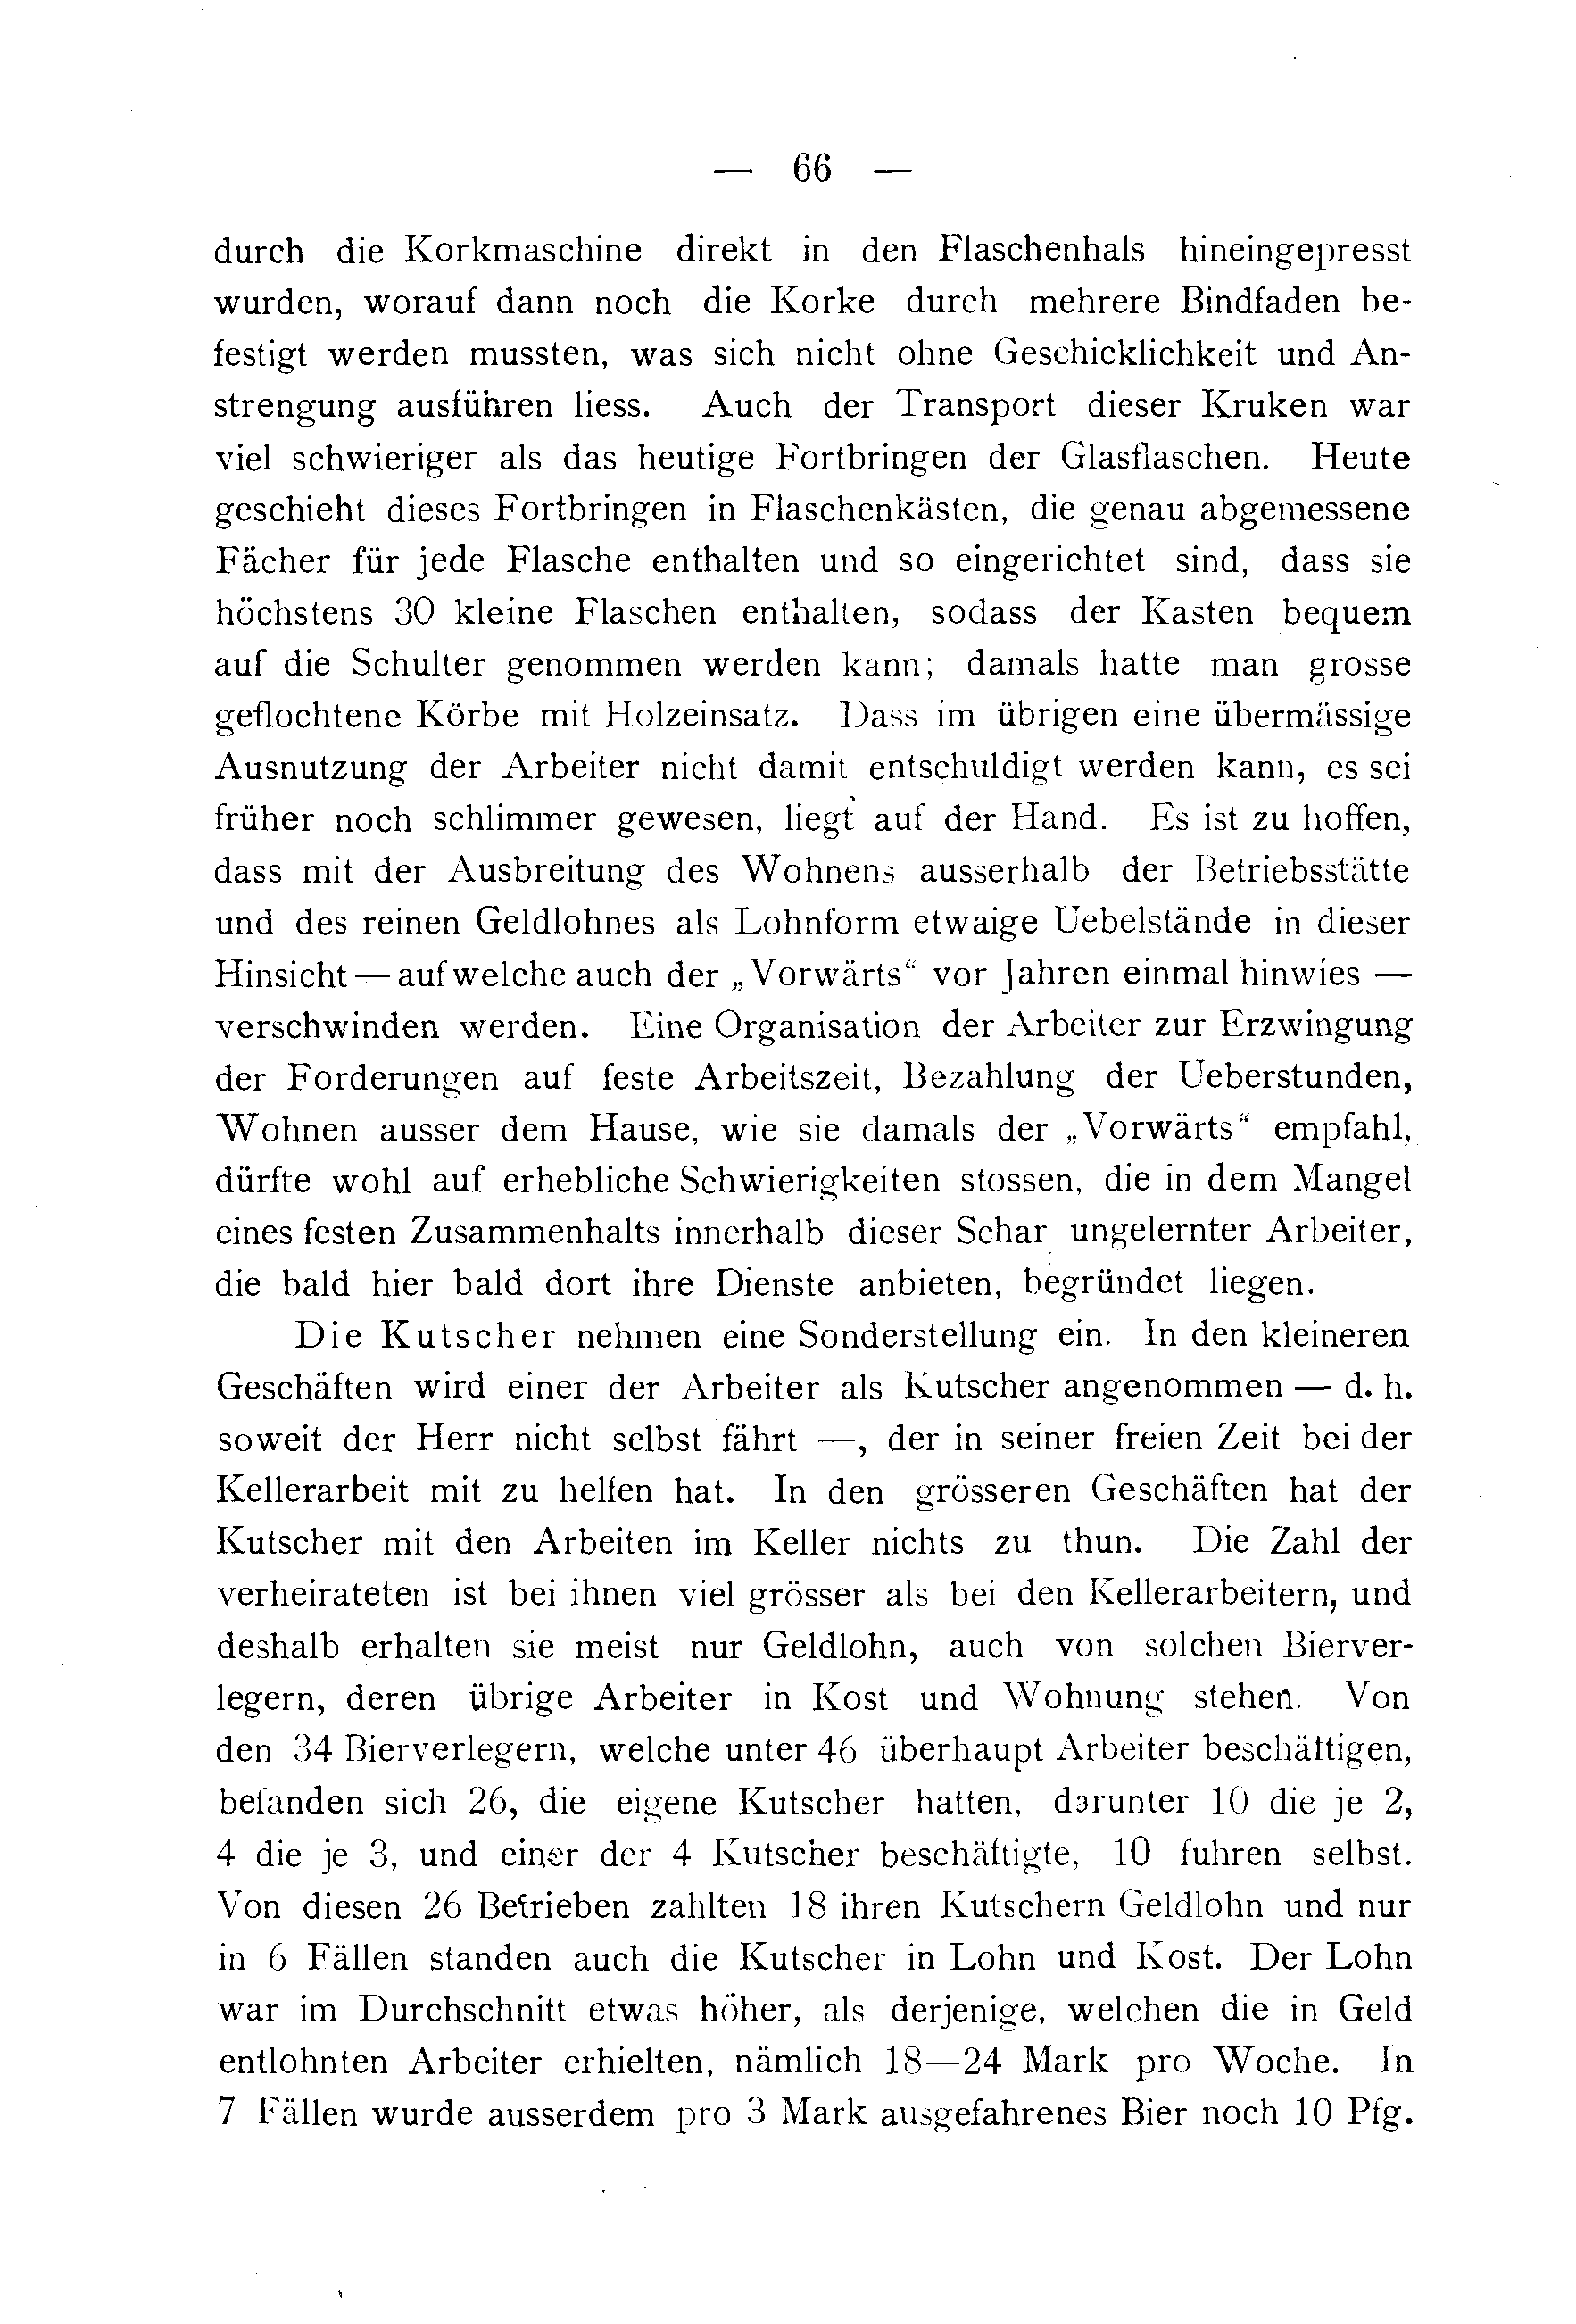 — 66 —
durch die Korkmaschine direkt in den Flaschenhals hineingepresst
wurden, worauf dann noch die Korke durch mehrere Bindfaden be-
festigt werden mussten, was sich nicht ohne Geschicklichkeit und An-
strengung ausführen liess. Auch der Transport dieser Kruken war
viel schwieriger als das heutige Fortbringen der Glasflaschen. Heute
geschieht dieses Fortbringen in Flaschenkästen, die genau abgemessene
Fächer für jede Flasche enthalten und so eingerichtet sind, dass sie
höchstens 30 kleine Flaschen enthalten, sodass der Kasten bequem
auf die Schulter genommen werden kann; damals hatte man grosse
geflochtene Körbe mit Holzeinsatz. Dass im übrigen eine übermässige
Ausnutzung der Arbeiter nicht damit entschuldigt werden kann, es sei
früher noch schlimmer gewesen, liegt auf der Hand. Es ist zu hoffen,
dass mit der Ausbreitung des Wohnens ausserhalb der Betriebsstätte
und des reinen Geldlohnes als Lohnform etwaige Uebelstände in dieser
Hinsicht — auf welche auch der „Vorwärts“ vor Jahren einmal hinwies —
verschwinden werden. Eine Organisation der Arbeiter zur Erzwingung
der Forderungen auf feste Arbeitszeit, Bezahlung der Ueberstunden,
Wohnen ausser dem Hause, wie sie damals der „Vorwärts“ empfahl,
dürfte wohl auf erhebliche Schwierigkeiten stossen, die in dem Mangel
eines festen Zusammenhalts innerhalb dieser Schar ungelernter Arbeiter,
die bald hier bald dort ihre Dienste anbieten, begründet liegen.
Die Kutscher nehmen eine Sonderstellung ein. In den kleineren
Geschäften wird einer der Arbeiter als Kutscher angenommen — d. h.
soweit der Herr nicht selbst fährt —, der in seiner freien Zeit bei der
Kellerarbeit mit zu helfen hat. In den grösseren Geschäften hat der
Kutscher mit den Arbeiten im Keller nichts zu thun. Die Zahl der
verheirateten ist bei ihnen viel grösser als bei den Kellerarbeitern, und
deshalb erhalten sie meist nur Geldlohn, auch von solchen Bierver-
legern, deren übrige Arbeiter in Kost und Wohnung stehen. Von
den 34 Bierverlegern, welche unter 46 überhaupt Arbeiter beschäftigen,
befanden sich 26, die eigene Kutscher hatten, darunter 10 die je 2,
4 die je 3, und einer der 4 Kutscher beschäftigte, 10 fuhren selbst.
Von diesen 26 Betrieben zahlten 18 ihren Kutschern Geldlohn und nur
in 6 Fällen standen auch die Kutscher in Lohn und Kost. Der Lohn
war im Durchschnitt etwas höher, als derjenige, welchen die in Geld
entlohnten Arbeiter erhielten, nämlich 18—24 Mark pro Woche. In
7 Fällen wurde ausserdem pro 3 Mark ausgefahrenes Bier noch 10 Pfg.